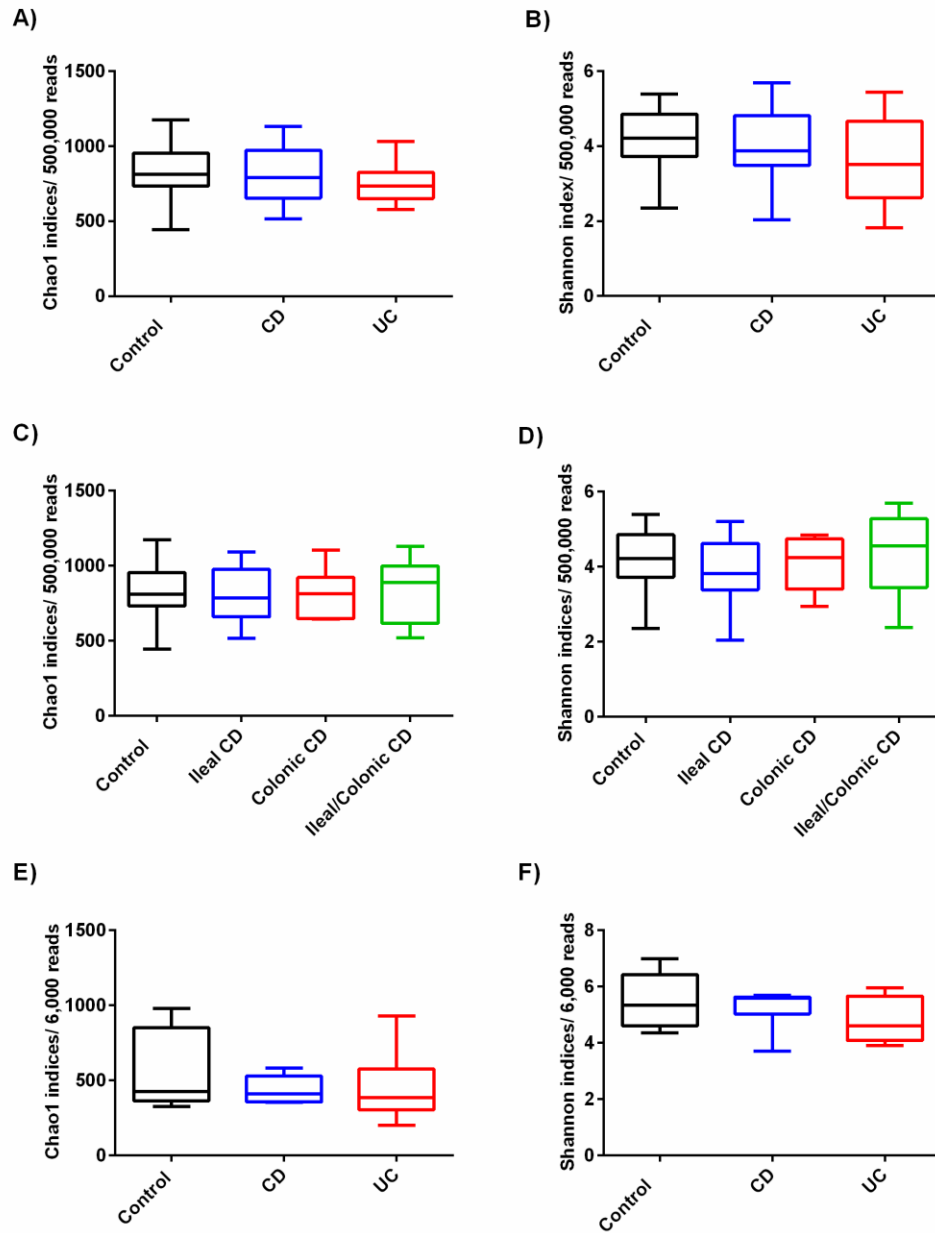 A)
Chao1 indices/ 500,000 reads
1500
1000
500
0
Control
CD
UC
B)
Shannon index/ 500,000 reads
6
4
2
0
Control
CD
UC
C)
Chao1 indices/ 500,000 reads
1500
1000
500
0
Control
Ileal CD
Colonic CD
Ileal/Colonic CD
D)
Shannon indices/ 500,000 reads
6
4
2
0
Control
Ileal CD
Colonic CD
Ileal/Colonic CD
E)
Chao1 indices/ 6,000 reads
1500
1000
500
0
Control
CD
UC
F)
Shannon indices/ 6,000 reads
8
6
4
2
0
Control
CD
UC